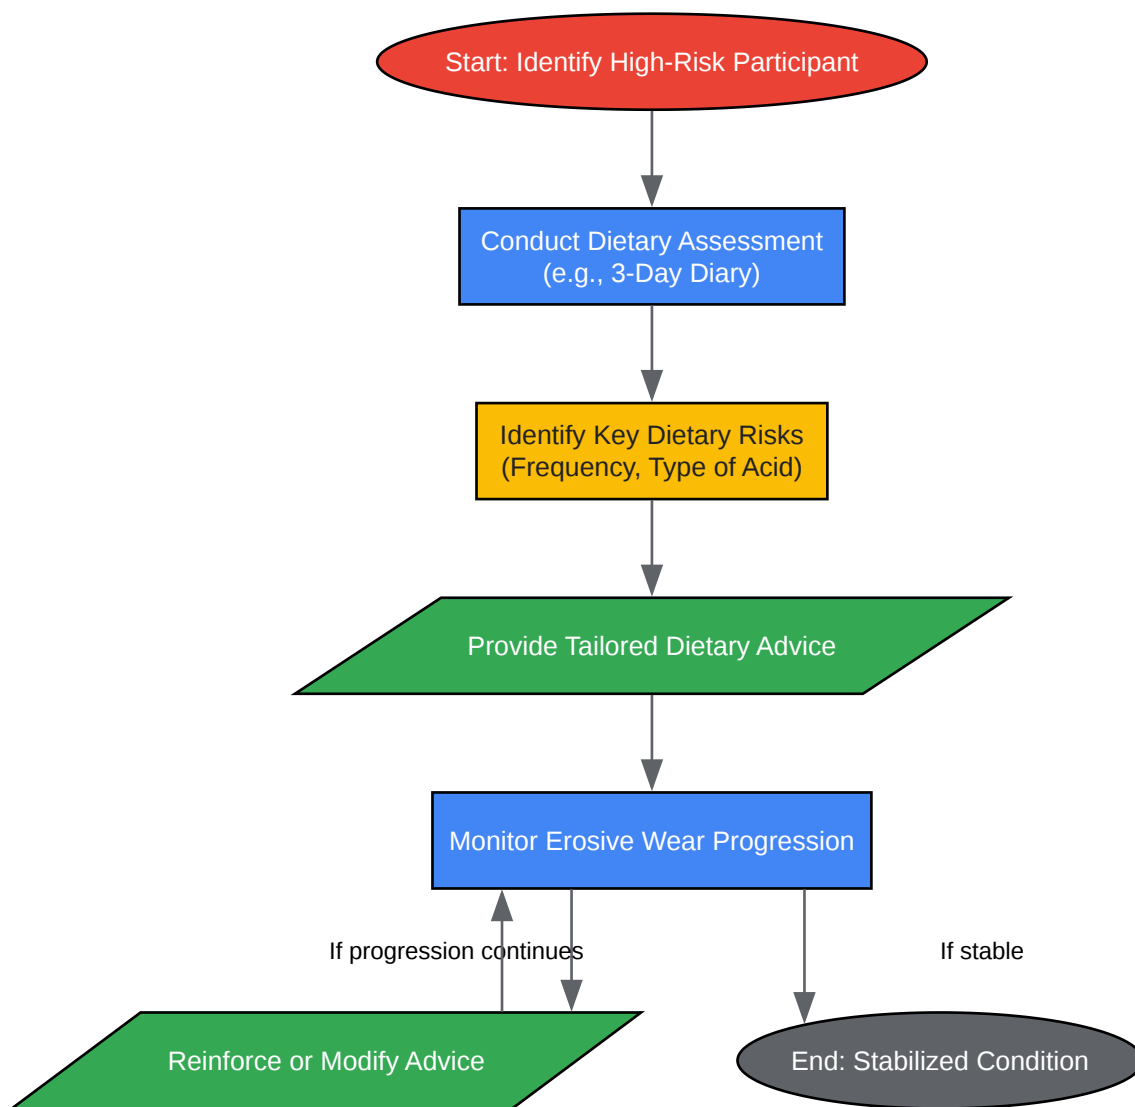 Start: Identify High-Risk Participant
Conduct Dietary Assessment
(e.g., 3-Day Diary)
Identify Key Dietary Risks
(Frequency, Type of Acid)
Provide Tailored Dietary Advice
Monitor Erosive Wear Progression
If progression continues
If stable
Reinforce or Modify Advice
End: Stabilized Condition